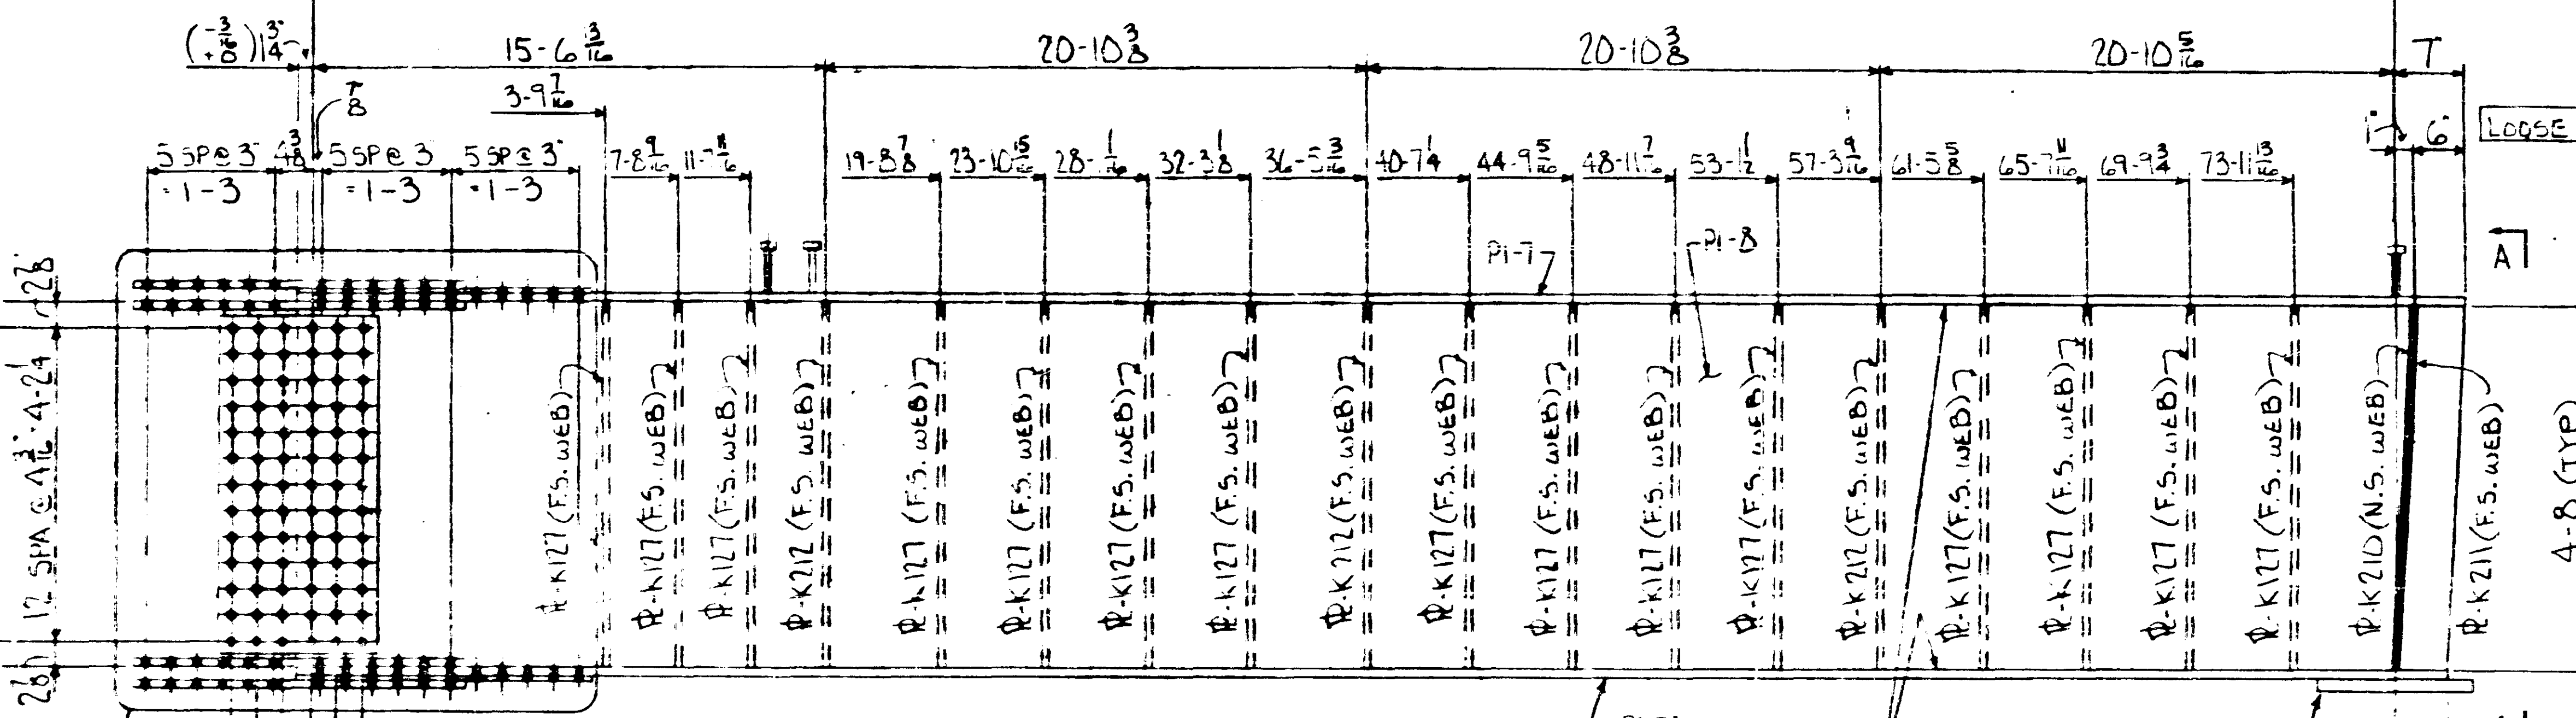 (-3/16 +0) 1 3/4" 15-6 3/16 20-10 3/8 20-10 3/8 20-10 5/16 T
3-9 7/16
5 SP @ 3" 4 3/8 5 SP @ 3 5 SP @ 3" 7-8 9/16 19-8 7/8 23-10 15/16 28-1/16 32-3 1/8 36-5 3/16 40-7 1/4 44-9 5/16 48-11 7/16 53-1 1/2 57-3 9/16 61-5 5/8 65-7 11/16 69-9 3/4 73-11 13/16 1" 6" LOOSE
=1-3 =1-3 =1-3
P1-7
P1-8
A
2 7/8"
12 SPA @ 4 3/16" = 4-2 1/4
2 7/8"
PL-K127 (F.S. WEB)
PL-K127 (F.S. WEB)
PL-K127 (F.S. WEB)
PL-K212 (F.S. WEB)
PL-K127 (F.S. WEB)
PL-K127 (F.S. WEB)
PL-K127 (F.S. WEB)
PL-K127 (F.S. WEB)
PL-K212 (F.S. WEB)
PL-K127 (F.S. WEB)
PL-K127 (F.S. WEB)
PL-K127 (F.S. WEB)
PL-K127 (F.S. WEB)
PL-K212 (F.S. WEB)
PL-K127 (F.S. WEB)
PL-K127 (F.S. WEB)
PL-K127 (F.S. WEB)
PL-K127 (F.S. WEB)
PL-K210 (N.S. WEB)
PL-K211 (F.S. WEB)
4-8 (TYP)